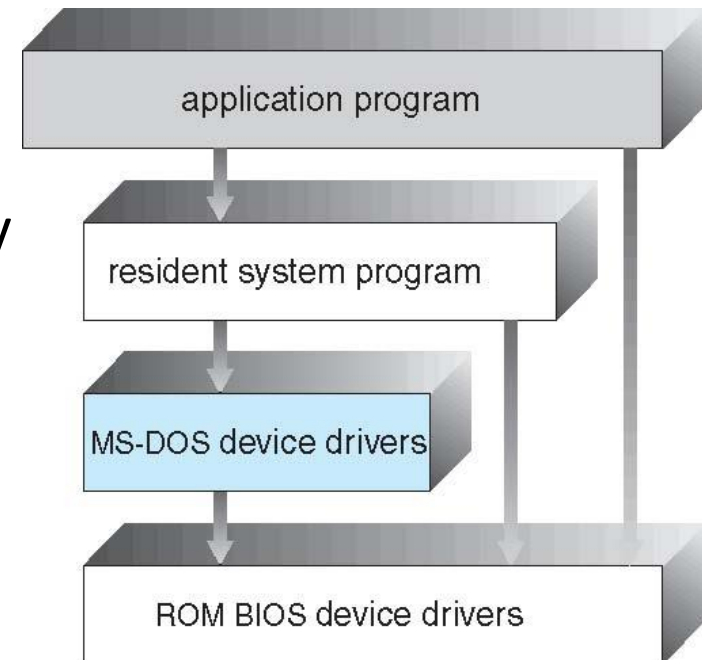 application program
y
resident system program
MS-DOS device drivers
ROM BIOS device drivers